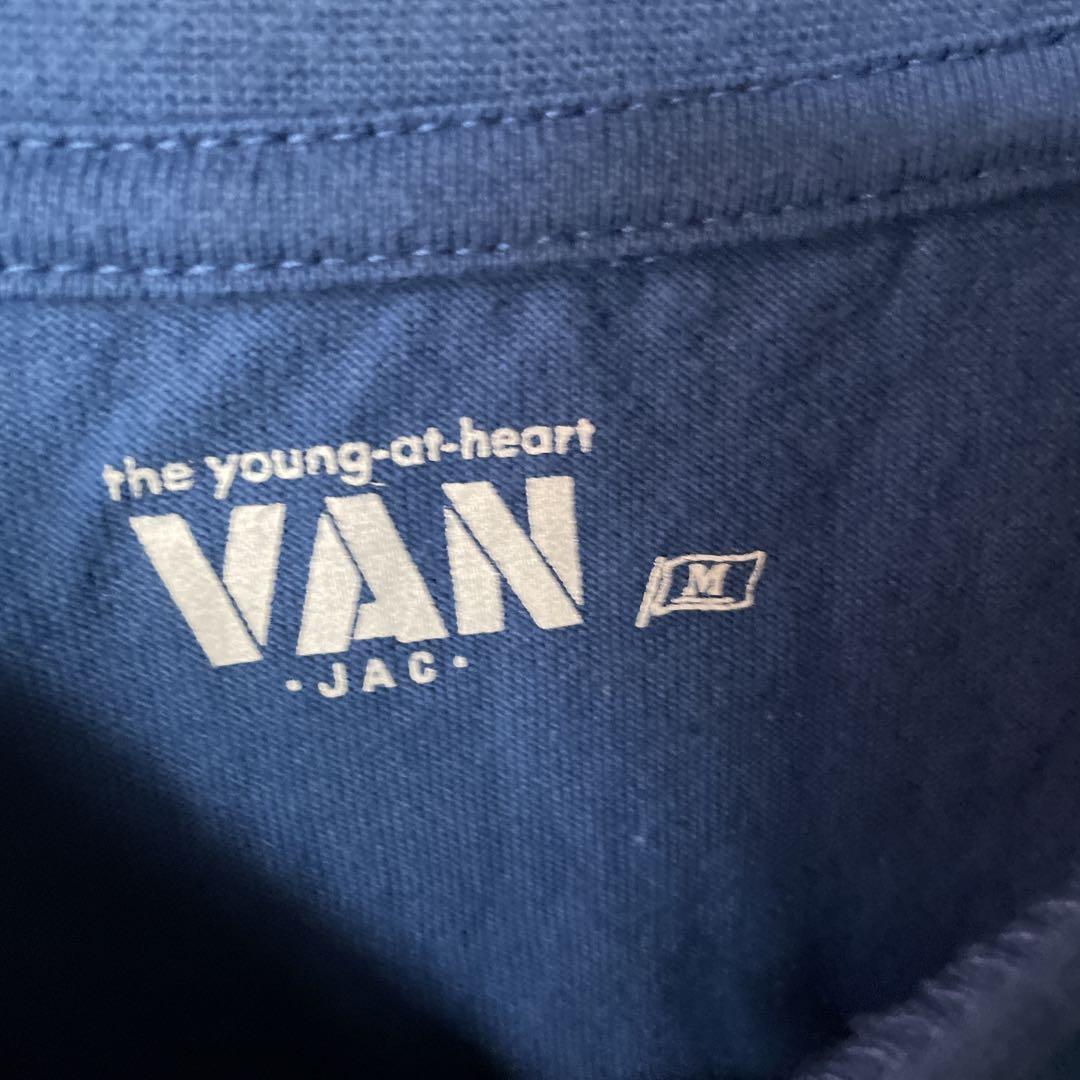 the young-at-heart
VAN
M
·JAC·